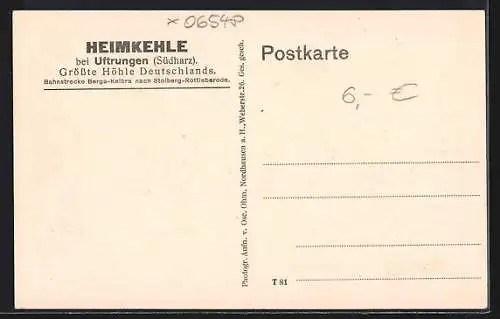 × 0654P
HEIMKEHLE
bei Uftrungen (Südharz).
Größte Höhle Deutschlands.
Bahnstrecke Berga-Kelbra nach Stolberg-Rottleberode.
Photogr. Aufn. v. Osc. Ohm, Nordhausen a. H., Weberstr. 26. Ges. gesch.
Postkarte
6,- €
T 81